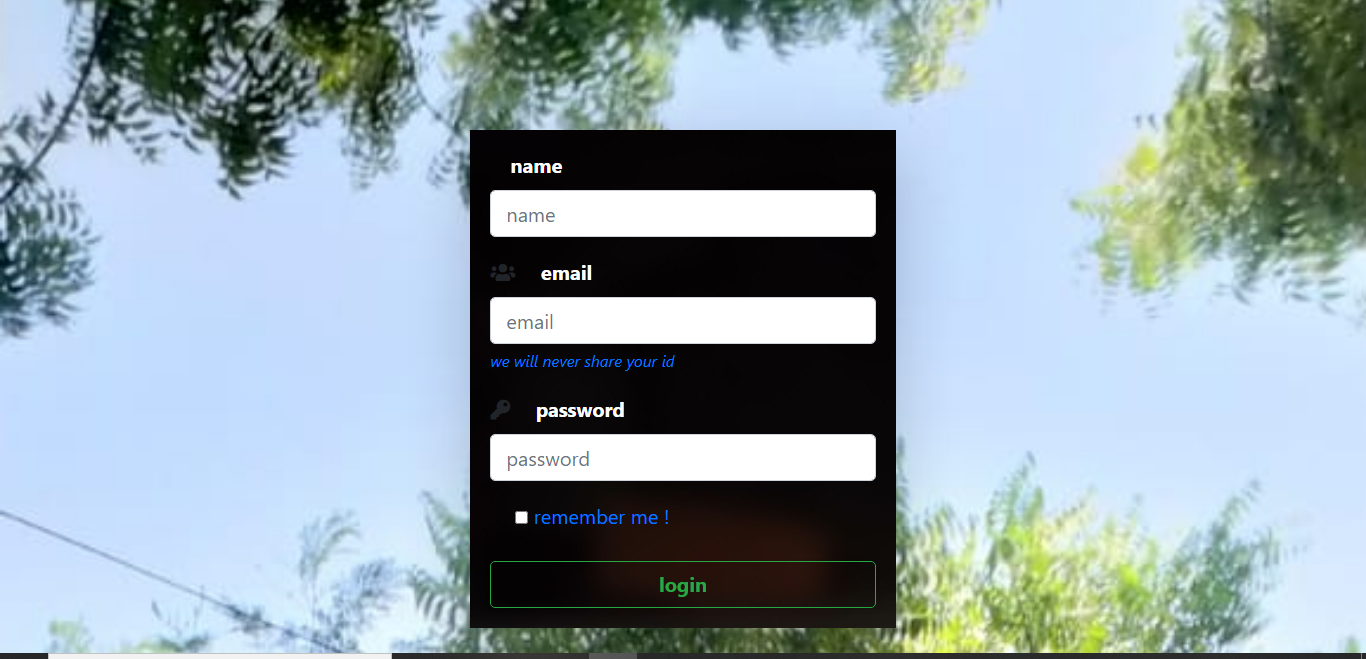 name
name
email
email
we will never share your id
password
password
remember me !
login